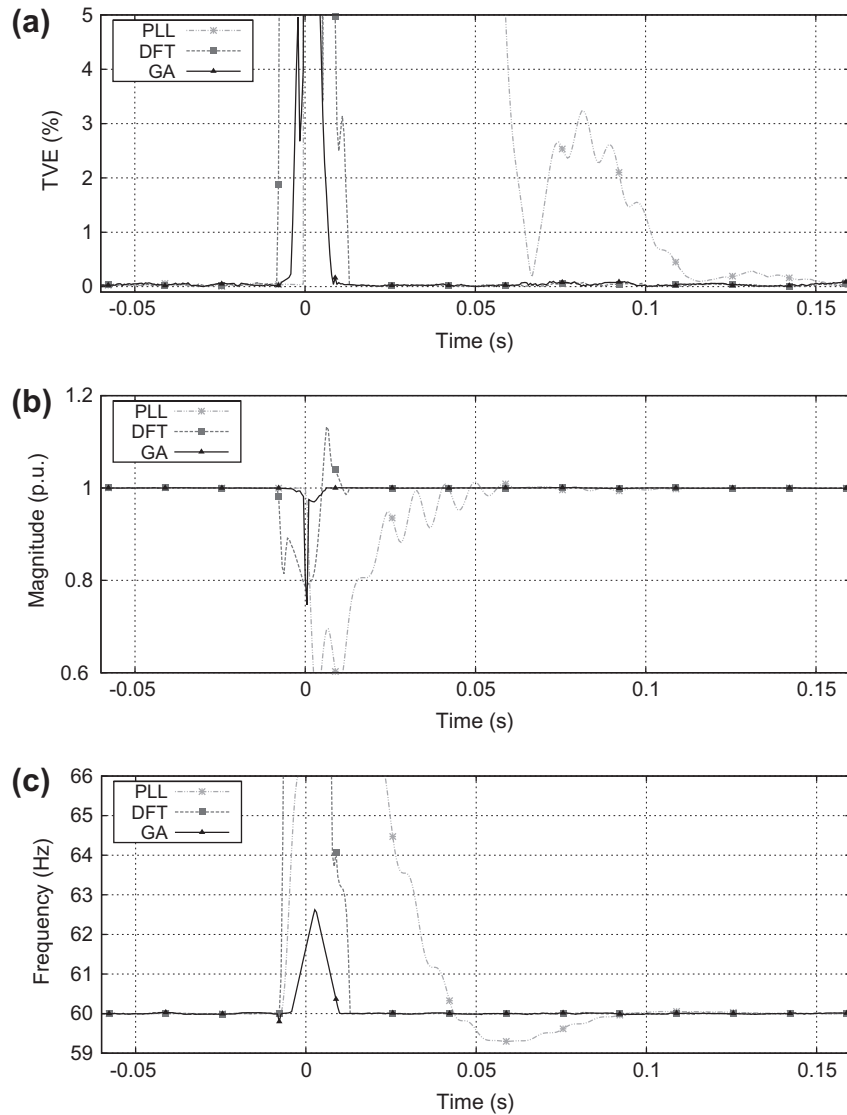 (a)
5
4
3
2
1
0
TVE (%)
PLL
DFT
GA
-0.05
0
0.05
0.1
0.15
Time (s)
(b)
1.2
1
0.8
0.6
Magnitude (p.u.)
PLL
DFT
GA
-0.05
0
0.05
0.1
0.15
Time (s)
(c)
66
65
64
63
62
61
60
59
Frequency (Hz)
PLL
DFT
GA
-0.05
0
0.05
0.1
0.15
Time (s)